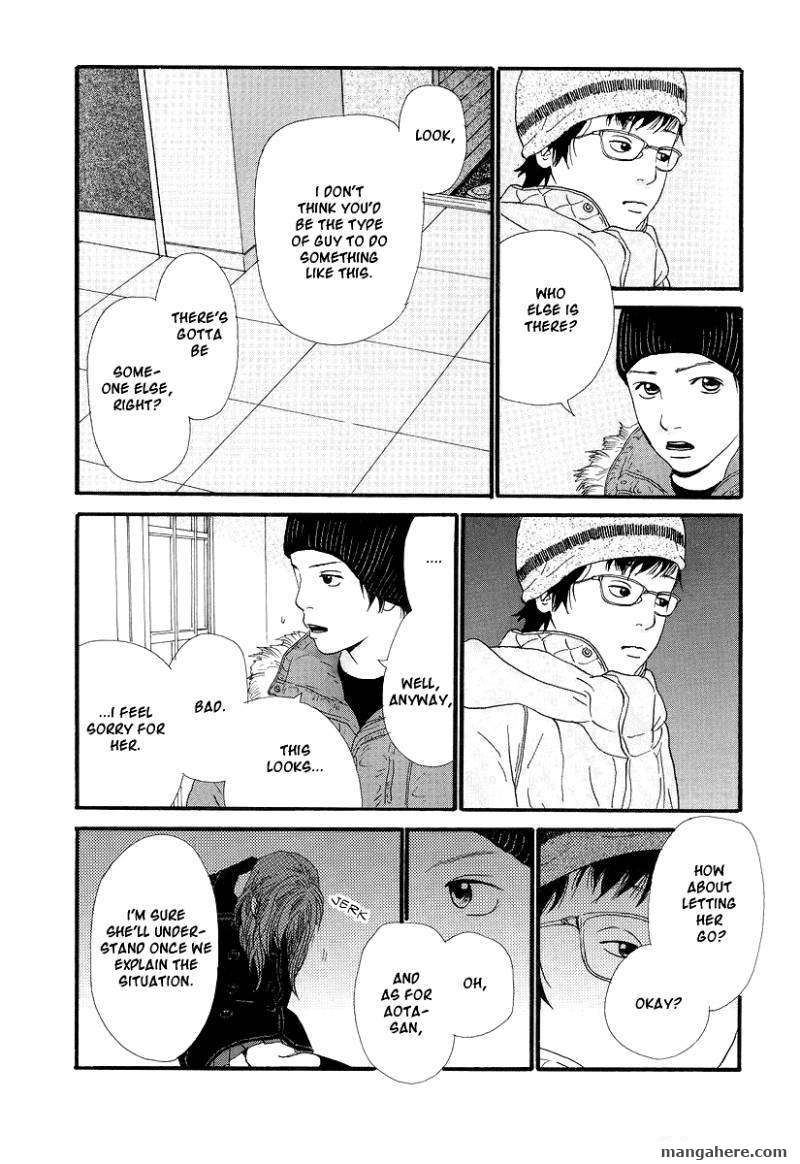 WHO
ELSE IS
THERE?
LOOK,
I DON'T
THINK YOU'D
BE THE TYPE
OF GUY TO DO
SOMETHING
LIKE THIS.
THERE'S
GOTTA
BE
SOME-
ONE ELSE,
RIGHT?
....
WELL,
ANYWAY,
THIS
LOOKS...
BAD.
...I FEEL
SORRY FOR
HER.
HOW
ABOUT
LETTING
HER
GO?
OKAY?
OH,
AND
AS FOR
AOTA-
SAN,
JERK
I'M SURE
SHE'LL UNDER-
STAND ONCE WE
EXPLAIN THE
SITUATION.
mangahere.com